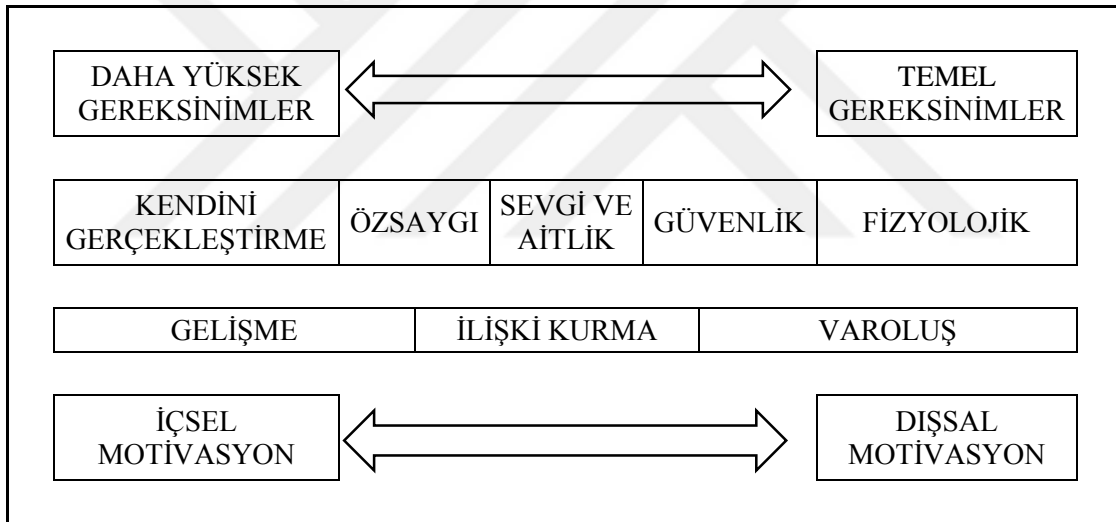 DAHA YÜKSEK
GEREKSİNİMLER
TEMEL
GEREKSİNİMLER
KENDİNİ
GERÇEKLEŞTİRME
ÖZSAYGI
SEVGİ VE
AİTLİK
GÜVENLİK
FİZYOLOJİK
GELİŞME
İLİŞKİ KURMA
VAROLUŞ
İÇSEL
MOTİVASYON
DIŞSAL
MOTİVASYON